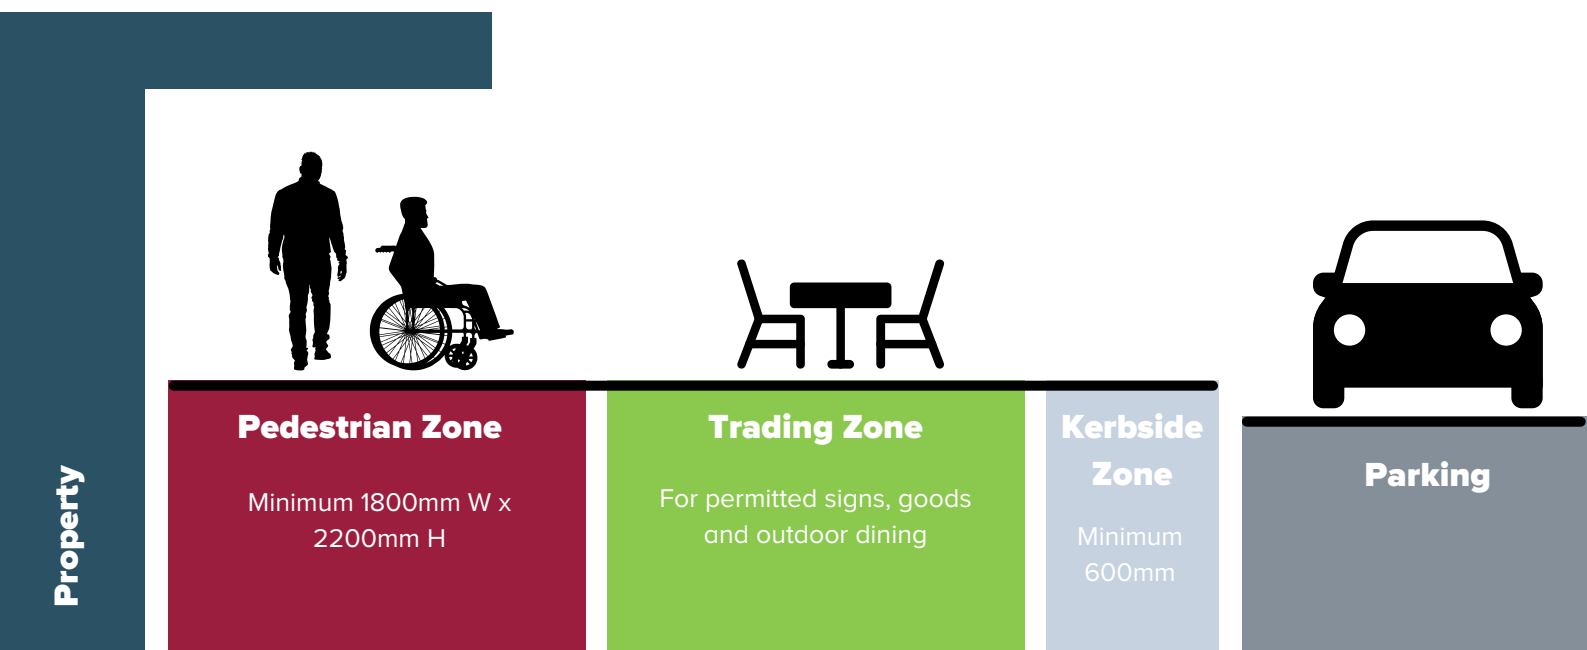 Property
Pedestrian Zone
Minimum 1800mm W x
2200mm H
Trading Zone
For permitted signs, goods
and outdoor dining
Kerbside
Zone
Minimum
600mm
Parking